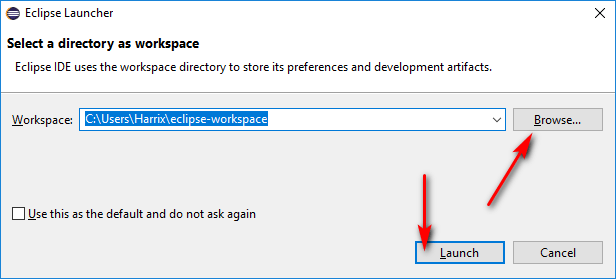 Eclipse Launcher
Select a directory as workspace
Eclipse IDE uses the workspace directory to store its preferences and development artifacts.
Workspace: C:\Users\Harrix\eclipse-workspace Browse...
Use this as the default and do not ask again
Launch Cancel